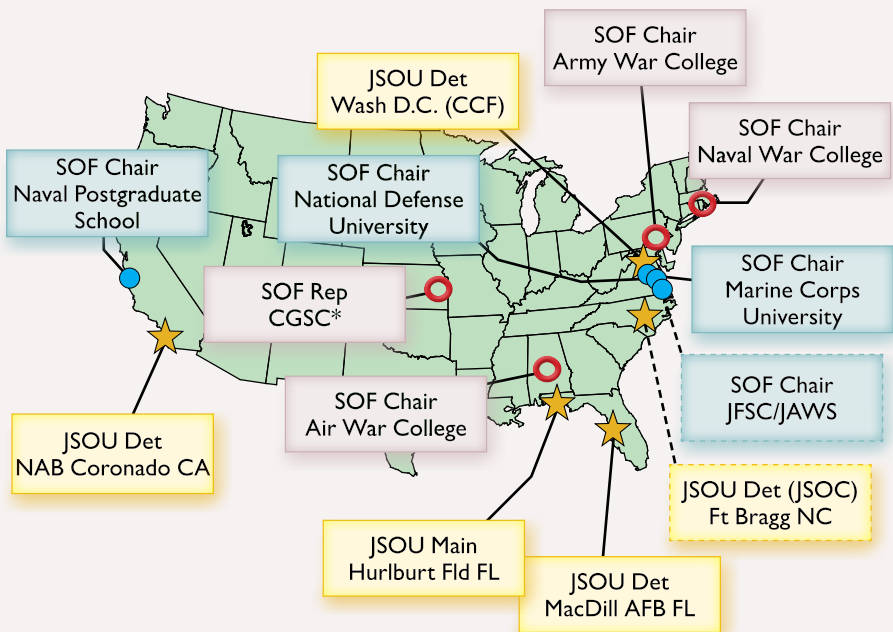 SOF Chair
Army War College
JSOU Det
Wash D.C. (CCF)
SOF Chair
Naval War College
SOF Chair
Naval Postgraduate
School
SOF Chair
National Defense
University
SOF Chair
Marine Corps
University
SOF Rep
CGSC*
SOF Chair
JFSC/JAWS
SOF Chair
Air War College
JSOU Det
NAB Coronado CA
JSOU Det (JSOC)
Ft Bragg NC
JSOU Main
Hurlburt Fld FL
JSOU Det
MacDill AFB FL